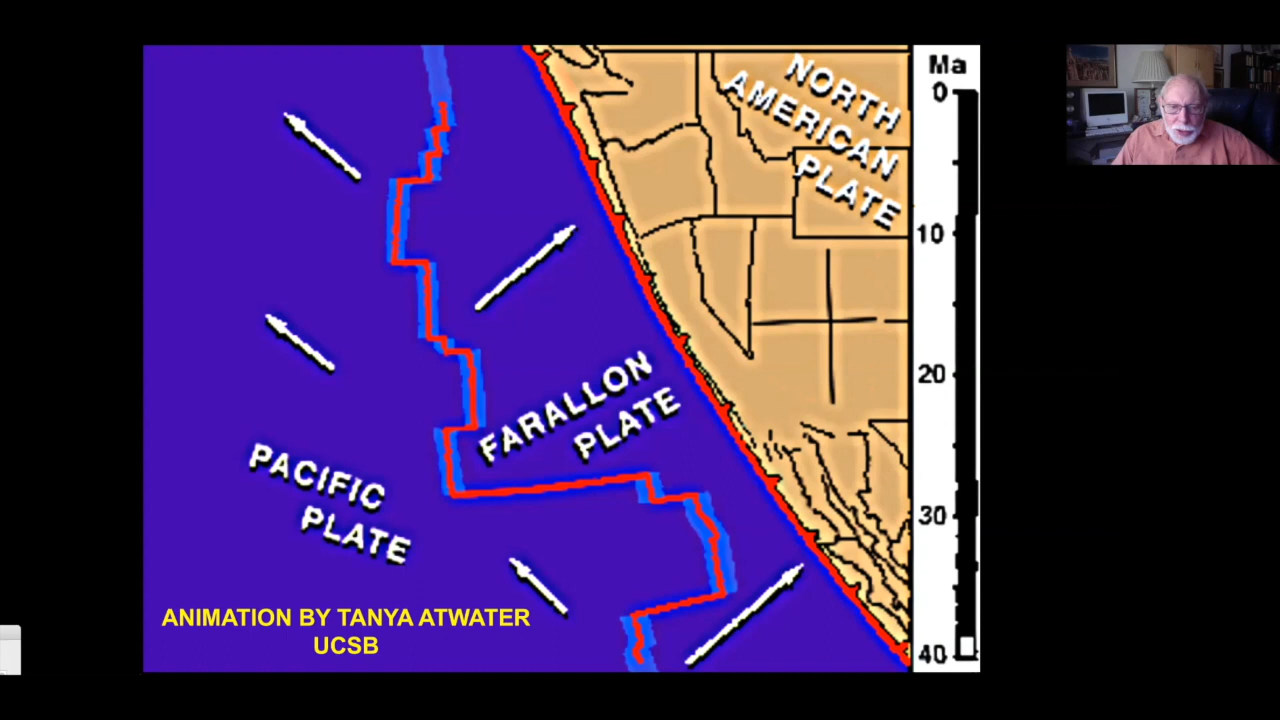 NORTH
AMERICAN
PLATE
Ma
0
10
20
30
40
FARALLON
PLATE
PACIFIC
PLATE
ANIMATION BY TANYA ATWATER
UCSB